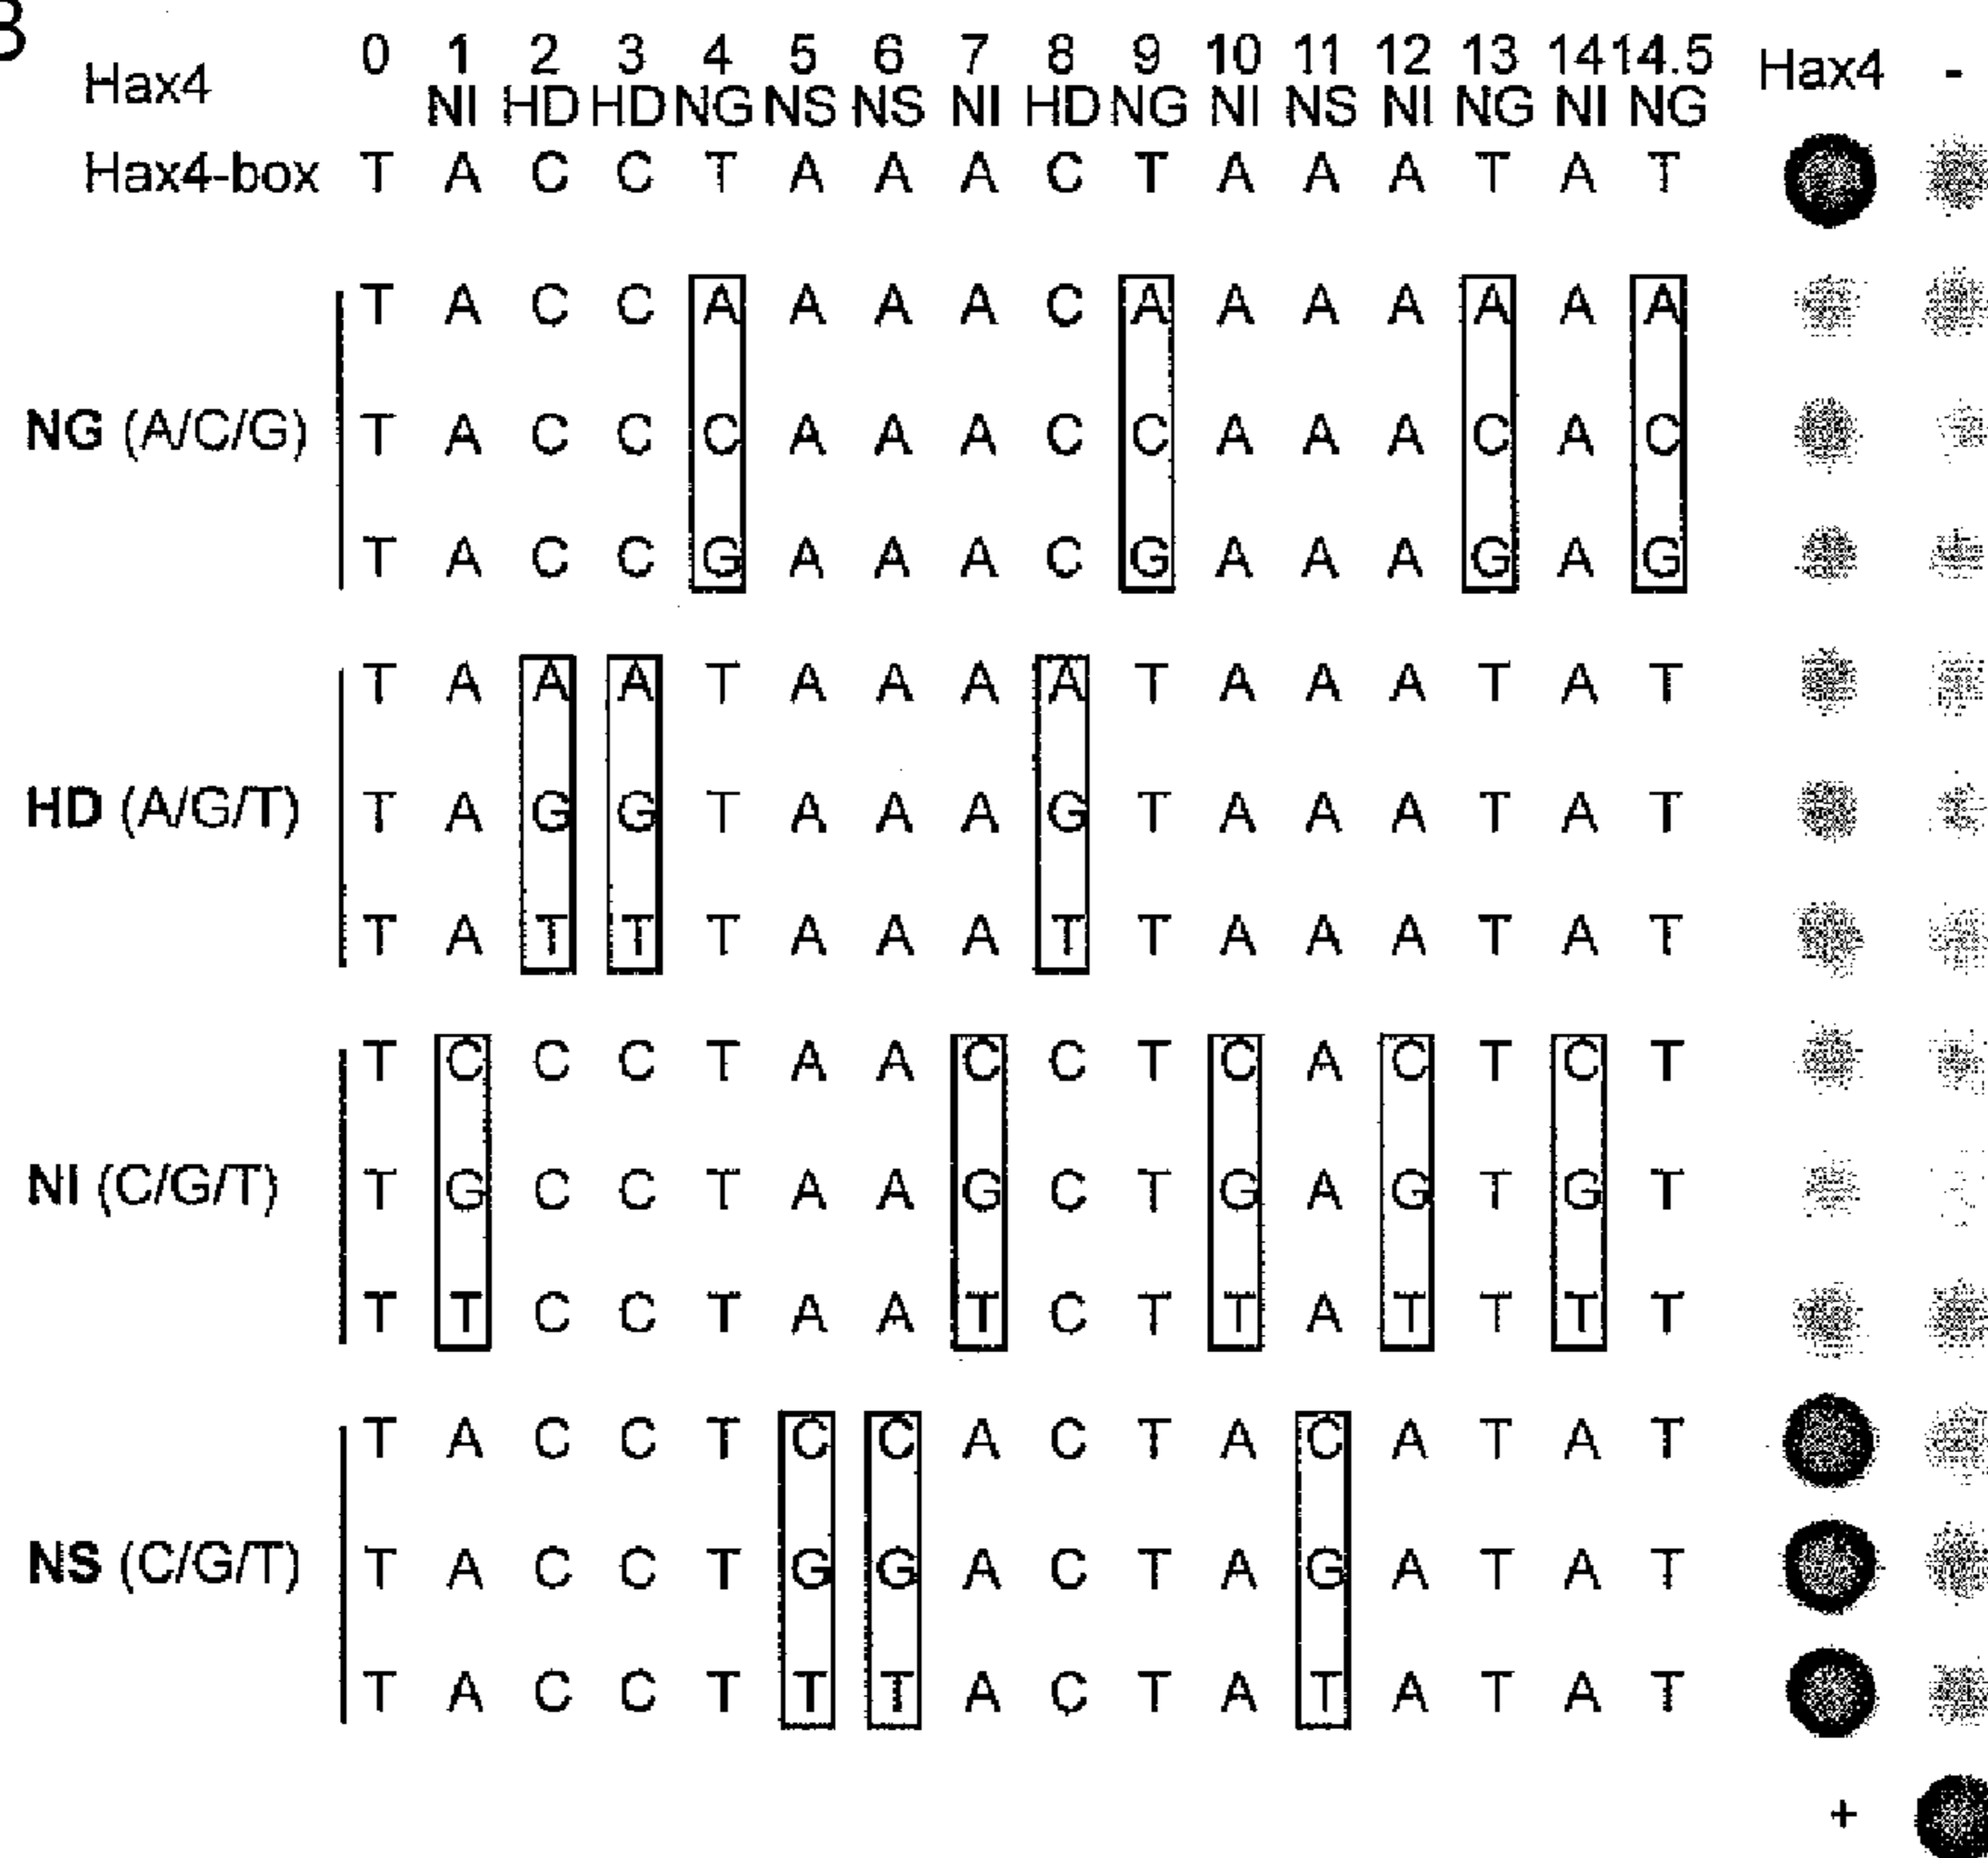 B
0 1 2 3 4 5 6 7 8 9 10 11 12 13 14 14.5
Hax4 NI HD HD NG NS NS NI HD NG NI NS NI NG NI NG Hax4 -
Hax4-box T A C C T A A A C T A A A T A T
T A C C A A A A C A A A A A A A
NG (A/C/G) T A C C C A A A C C A A A C A C
T A C C G A A A C G A A A G A G
T A A A T A A A A T A A A T A T
HD (A/G/T) T A G G T A A A G T A A A T A T
T A T T T A A A T T A A A T A T
T C C C T A A C C T C A C T C T
NI (C/G/T) T G C C T A A G C T G A G T G T
T T C C T A A T C T T A T T T T
T A C C T C C A C T A C A T A T
NS (C/G/T) T A C C T G G A C T A G A T A T
T A C C T T T A C T A T A T A T
+